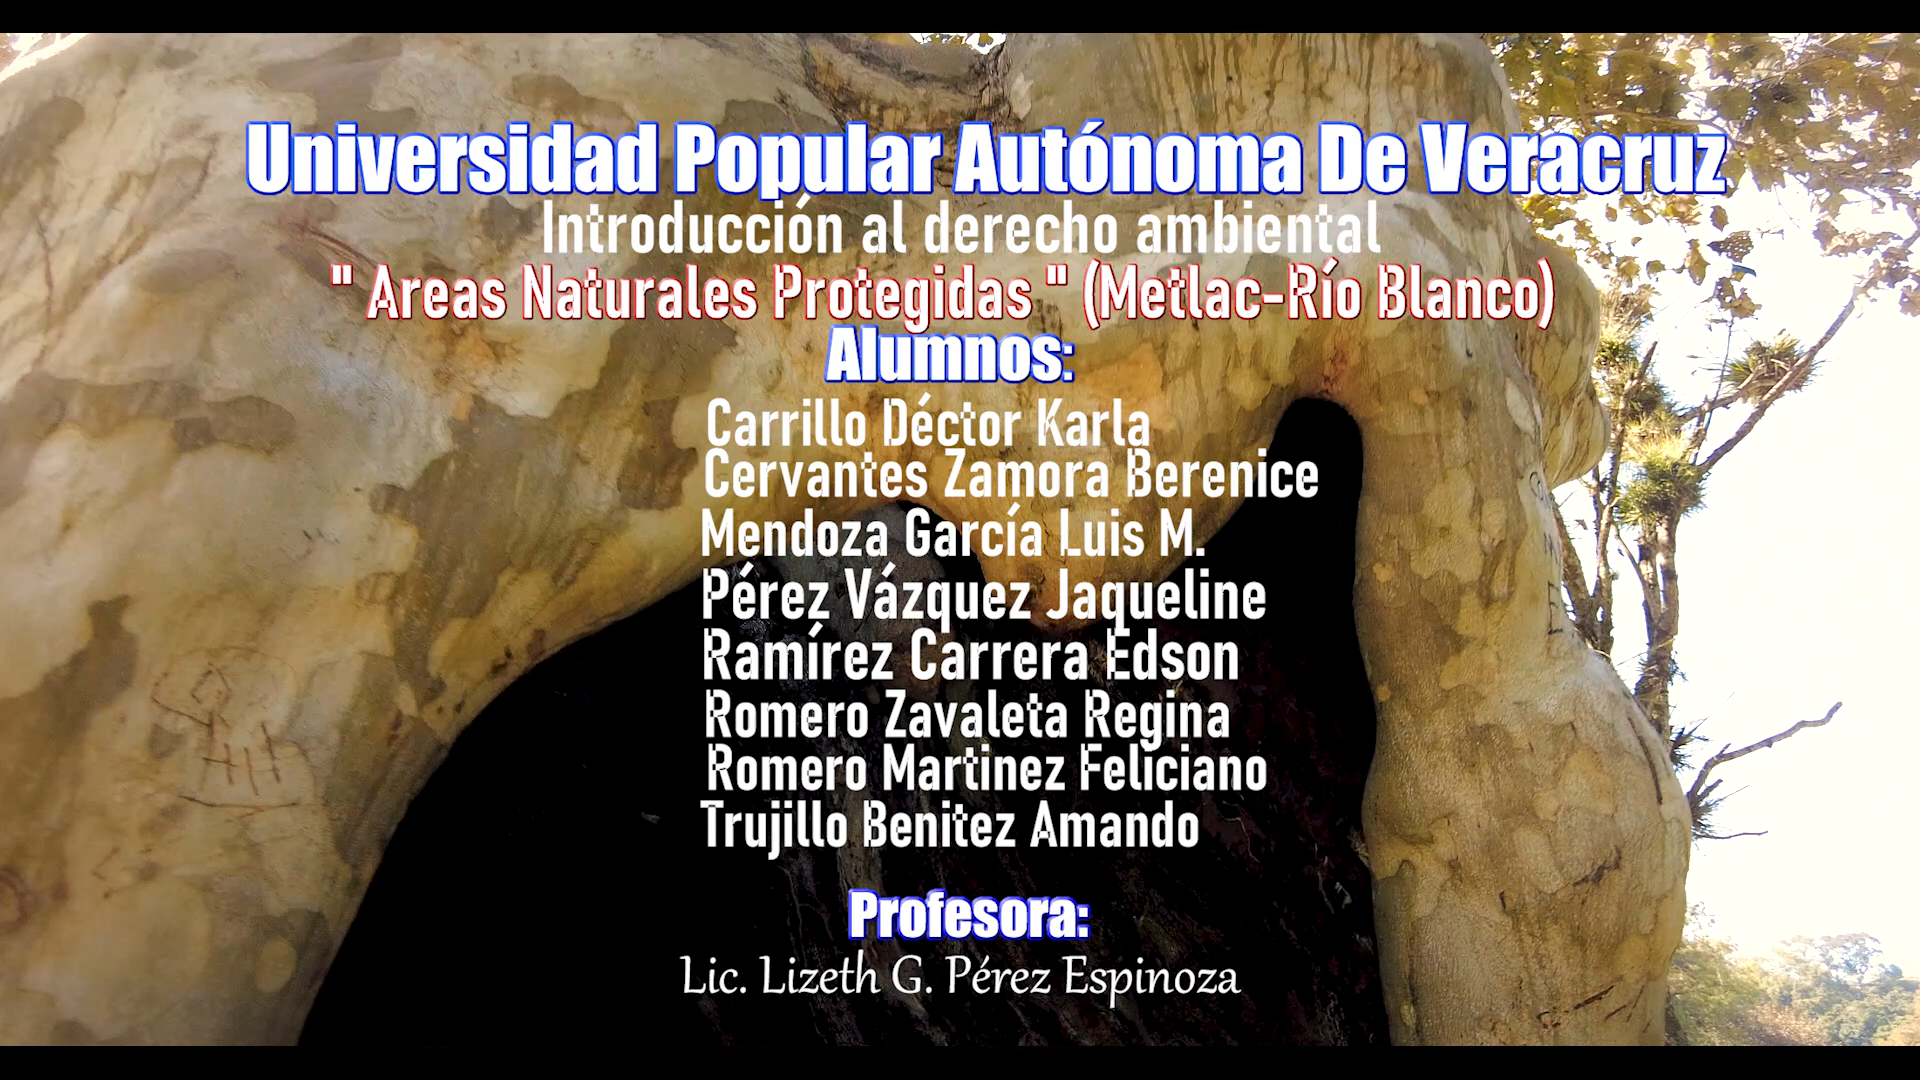 Universidad Popular Autónoma De Veracruz
Introducción al derecho ambiental
" Areas Naturales Protegidas " (Metlac-Río Blanco)
Alumnos:
Carrillo Déctor Karla
Cervantes Zamora Berenice
Mendoza García Luis M.
Pérez Vázquez Jaqueline
Ramírez Carrera Edson
Romero Zavaleta Regina
Romero Martinez Feliciano
Trujillo Benitez Amando
Profesora:
Lic. Lizeth G. Pérez Espinoza